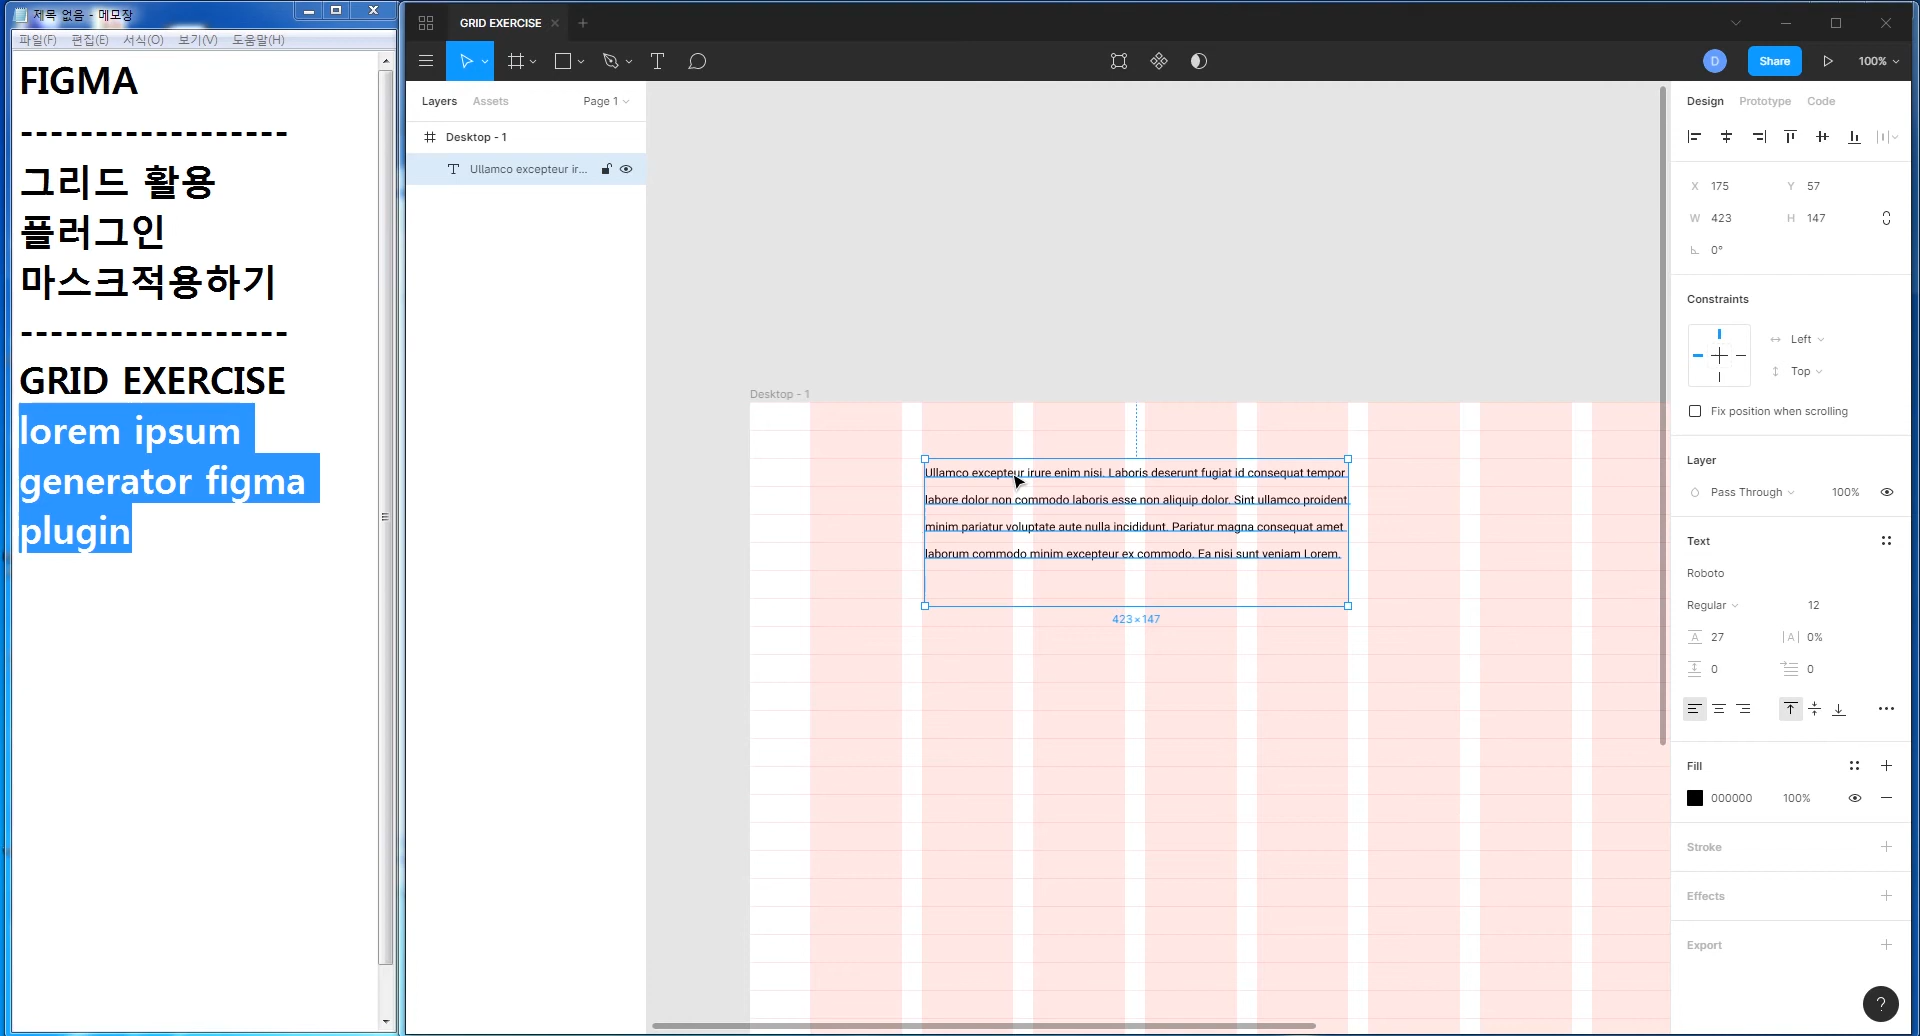 제목 없음 - 메모장
파일(F) 편집(E) 서식(O) 보기(V) 도움말(H)
FIGMA
------------------
그리드 활용
플러그인
마스크적용하기
------------------
GRID EXERCISE
lorem ipsum
generator figma
plugin
GRID EXERCISE
D
Share
100%
Layers Assets Page 1
Desktop - 1
Ullamco excepteur ir...
Desktop - 1
Ullamco excepteur irure enim nisi. Laboris deserunt fugiat id consequat tempor
labore dolor non commodo laboris esse non aliquip dolor. Sint ullamco proident
minim pariatur voluptate aute nulla incididunt. Pariatur magna consequat amet
laborum commodo minim excepteur ex commodo. Ea nisi sunt veniam Lorem.
423 × 147
Design Prototype Code
X 175 Y 57
W 423 H 147
0°
Constraints
Left
Top
Fix position when scrolling
Layer
Pass Through 100%
Text
Roboto
Regular 12
A 27 |A| 0%
0 0
Fill
000000 100%
Stroke
Effects
Export
?